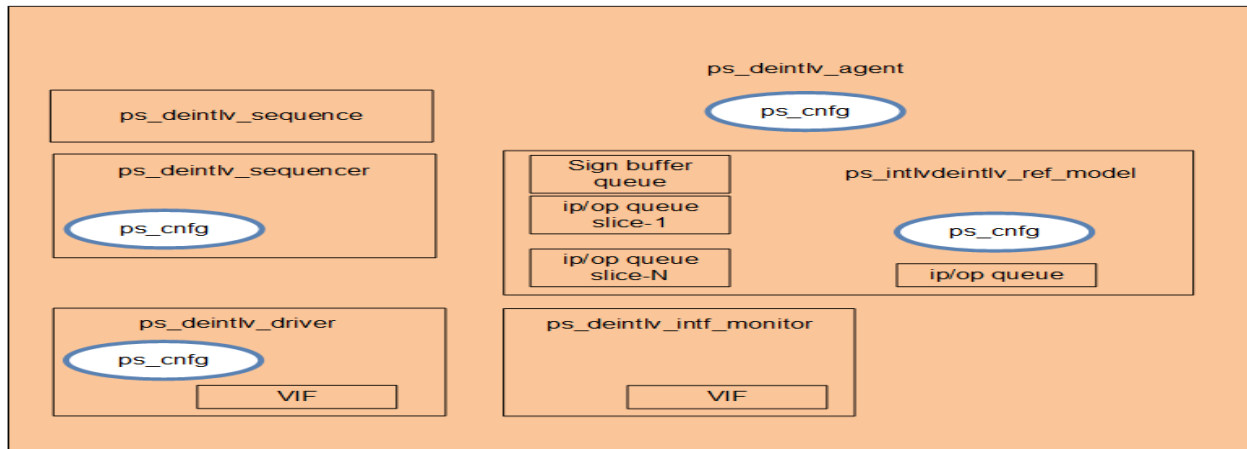 ps_deintlv_agent
ps_cnfg
ps_deintlv_sequence
ps_deintlv_sequencer
ps_cnfg
Sign buffer
queue
ip/op queue
slice-1
ip/op queue
slice-N
ps_intlvdeintlv_ref_model
ps_cnfg
ip/op queue
ps_deintlv_driver
ps_cnfg
VIF
ps_deintlv_intf_monitor
VIF